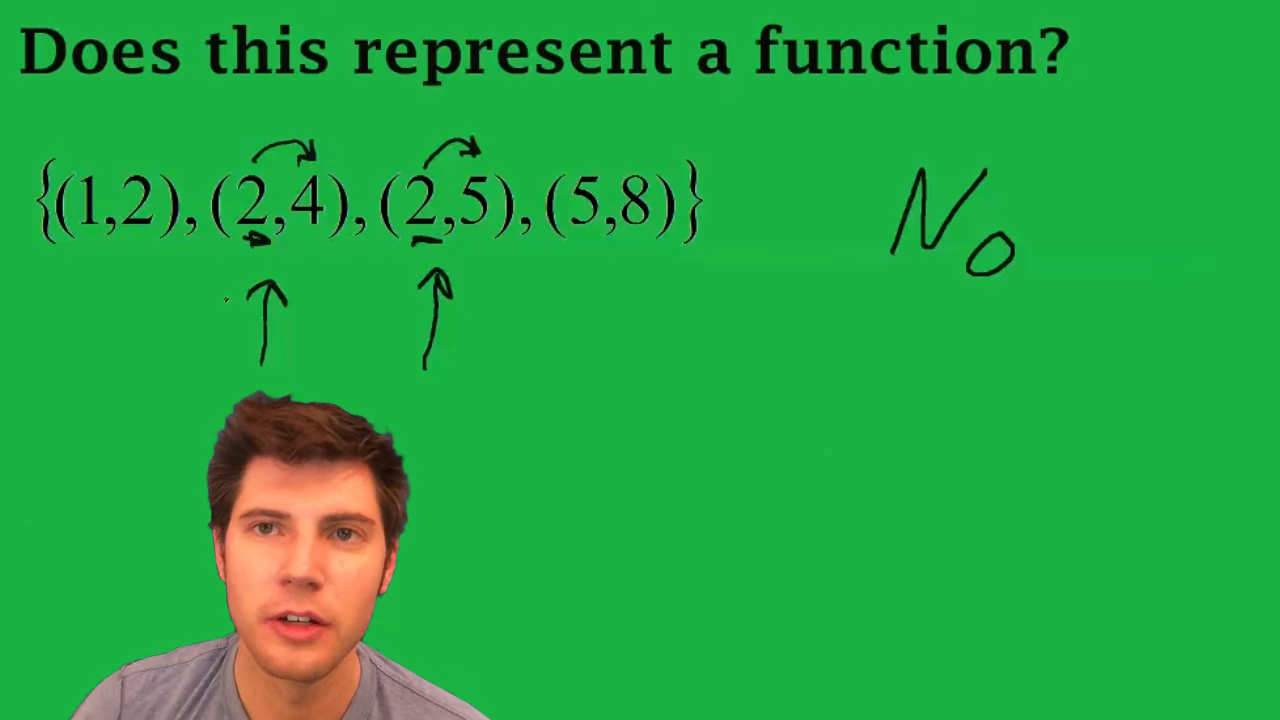 Does this represent a function?
{(1,2),(2,4),(2,5),(5,8)}
No